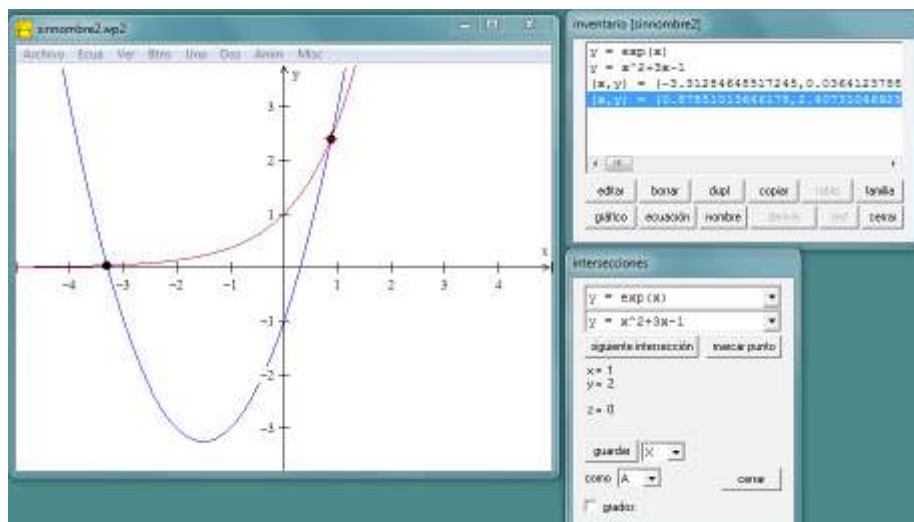 sinnombre2.wp2
Archivo Ecua Ver Btns Una Dos Anim Misc
y
3
2
1
x
-4 -3 -2 -1 1 2 3 4
-1
-2
-3
inventario [sinnombre2]
y = exp(x)
y = x^2+3x-1
editar borrar dupl copiar tabla familia
gráfico ecuación nombre cerrar
intersecciones
y = exp(x)
y = x^2+3x-1
siguiente intersección marcar punto
x= 1
y= 2
z= 0
guardar X
como A cerrar